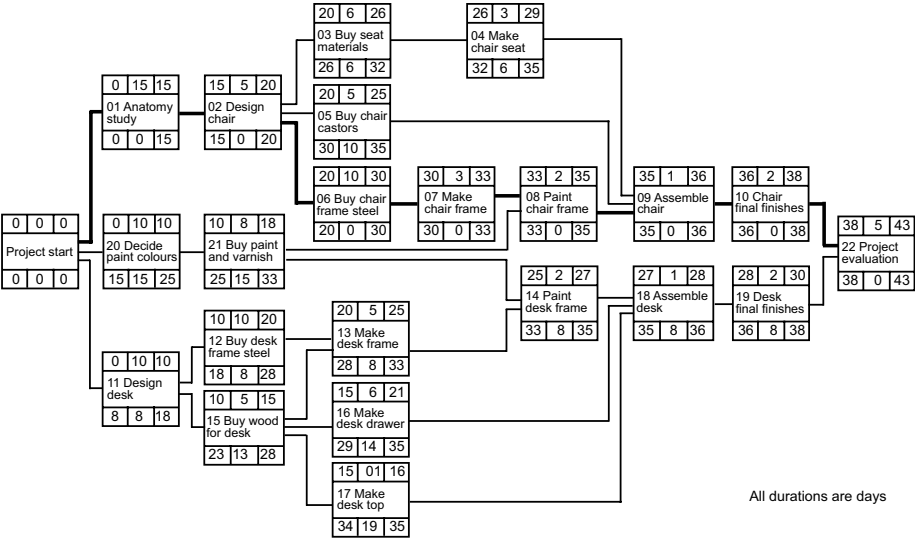 20 6 26
03 Buy seat
materials
26 6 32
26 3 29
04 Make
chair seat
32 6 35
0 15 15
01 Anatomy
study
0 0 15
15 5 20
02 Design
chair
15 0 20
20 5 25
05 Buy chair
castors
30 10 35
20 10 30
06 Buy chair
frame steel
20 0 30
30 3 33
07 Make
chair frame
30 0 33
33 2 35
08 Paint
chair frame
33 0 35
35 1 36
09 Assemble
chair
35 0 36
36 2 38
10 Chair
final finishes
36 0 38
0 0 0
Project start
0 0 0
0 10 10
20 Decide
paint colours
15 15 25
10 8 18
21 Buy paint
and varnish
25 15 33
38 5 43
22 Project
evaluation
38 0 43
25 2 27
14 Paint
desk frame
33 8 35
27 1 28
18 Assemble
desk
35 8 36
28 2 30
19 Desk
final finishes
36 8 38
10 10 20
12 Buy desk
frame steel
18 8 28
20 5 25
13 Make
desk frame
28 8 33
0 10 10
11 Design
desk
8 8 18
10 5 15
15 Buy wood
for desk
23 13 28
15 6 21
16 Make
desk drawer
29 14 35
15 01 16
17 Make
desk top
34 19 35
All durations are days